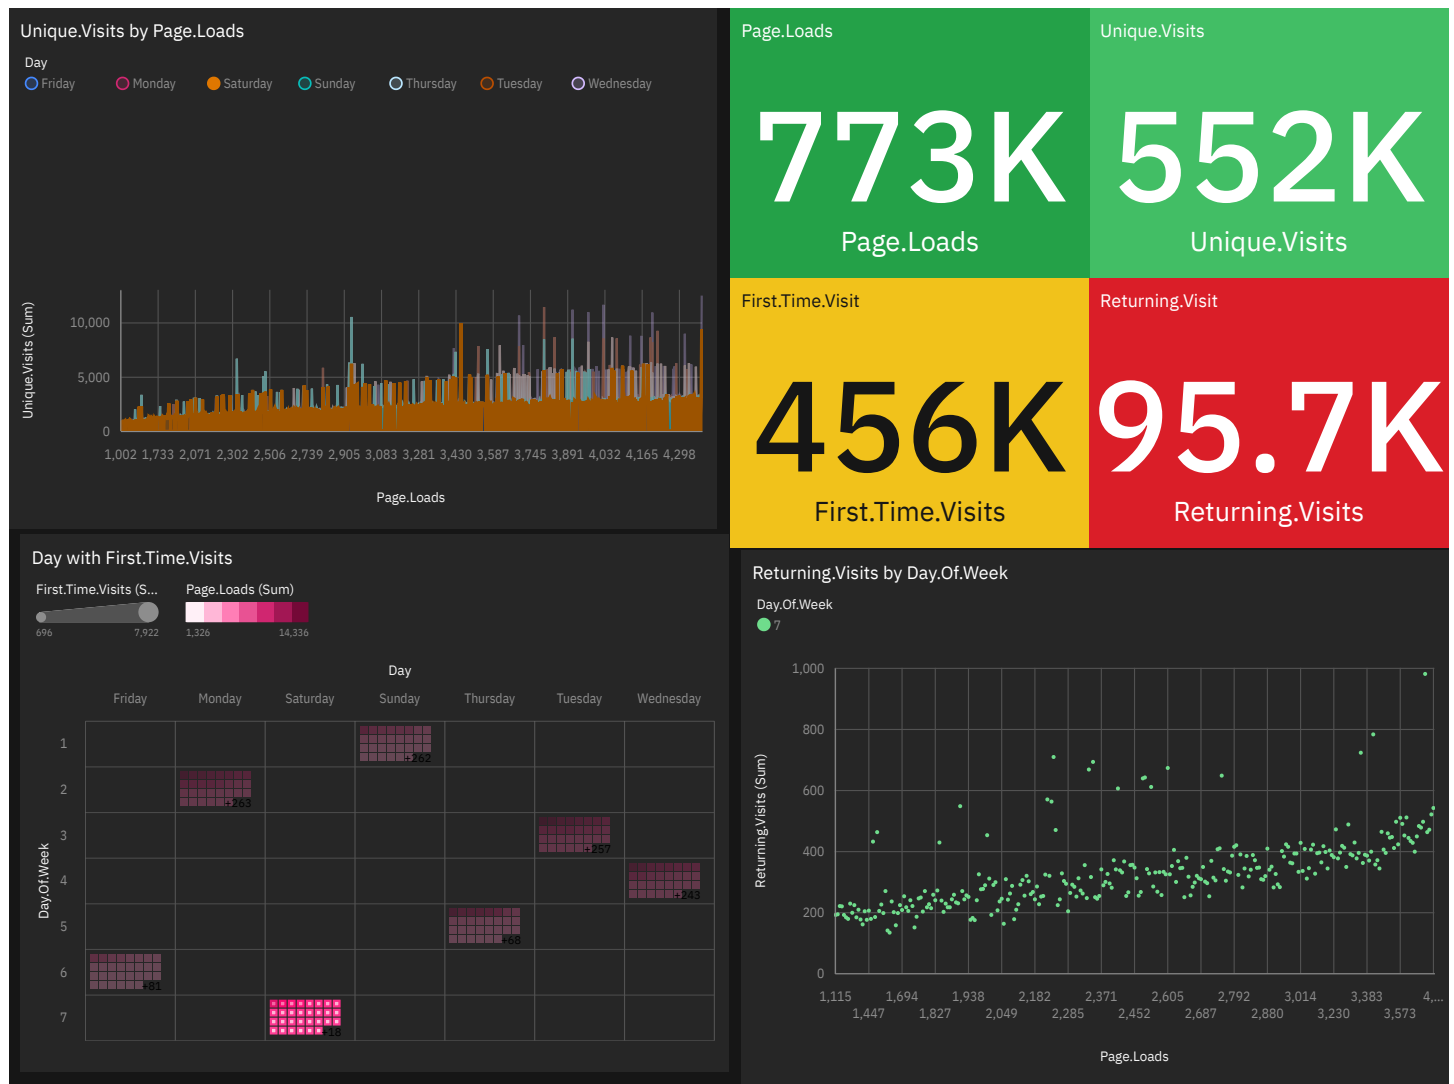 Unique.Visits by Page.Loads
Day
Friday Monday Saturday Sunday Thursday Tuesday Wednesday
Unique.Visits (Sum)
10,000
5,000
0
1,002 1,733 2,071 2,302 2,506 2,739 2,905 3,083 3,281 3,430 3,587 3,745 3,891 4,032 4,165 4,298
Page.Loads
Page.Loads
773K
Page.Loads
Unique.Visits
552K
Unique.Visits
First.Time.Visit
456K
First.Time.Visits
Returning.Visit
95.7K
Returning.Visits
Day with First.Time.Visits
First.Time.Visits (S... Page.Loads (Sum)
696 7,922 1,326 14,336
Day
Friday Monday Saturday Sunday Thursday Tuesday Wednesday
Day.Of.Week
1 +262
2 +263
3 +257
4 +243
5 +68
6 +81
7 +18
Returning.Visits by Day.Of.Week
Day.Of.Week
7
Returning.Visits (Sum)
1,000
800
600
400
200
0
1,115 1,694 1,938 2,182 2,371 2,605 2,792 3,014 3,383 4,...
1,447 1,827 2,049 2,285 2,452 2,687 2,880 3,230 3,573
Page.Loads